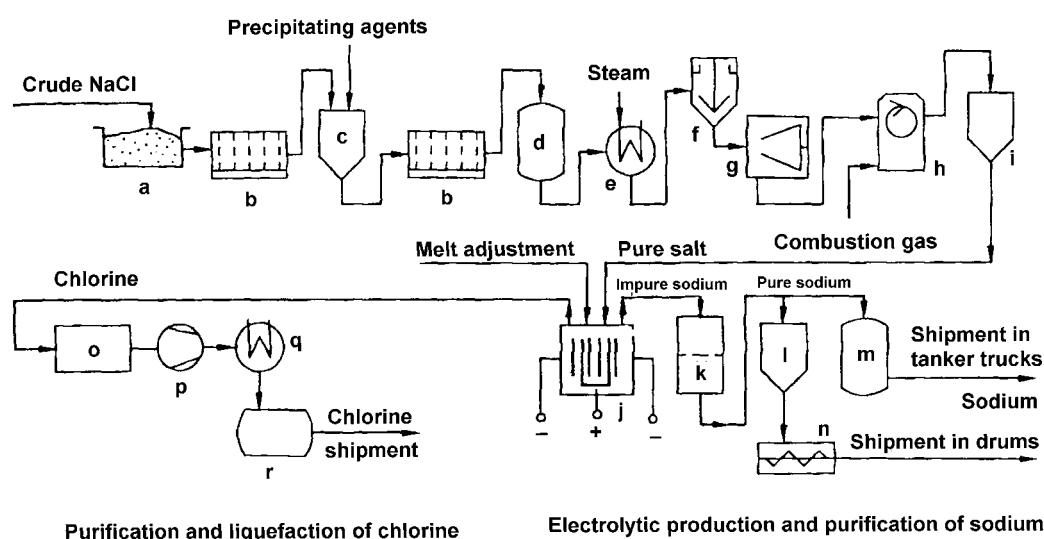 Precipitating agents
Crude NaCl
Steam
a
b
c
b
d
e
f
g
h
i
Melt adjustment
Pure salt
Combustion gas
Chlorine
Impure sodium
Pure sodium
o
p
q
r
Chlorine
shipment
–
+
j
–
k
l
m
n
Shipment in
tanker trucks
Sodium
Shipment in drums
Purification and liquefaction of chlorine
Electrolytic production and purification of sodium